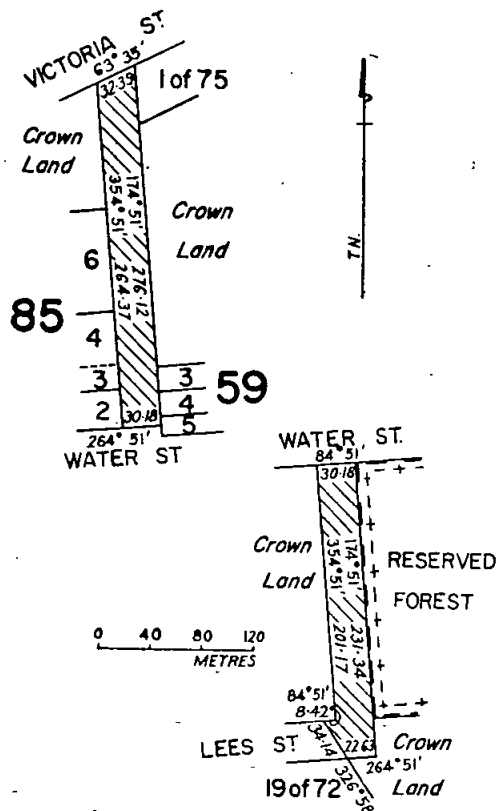 VICTORIA ST.
63° 35'
32·39
1 of 75
Crown
Land
174° 51'
354° 51'
Crown
Land
6
276·12
264·37
85
4
3
3
59
2
4
30·18
5
264° 51'
WATER ST
T.N.
WATER ST.
84° 51'
30·18
Crown
Land
174° 51'
354° 51'
RESERVED
FOREST
231·34
201·17
0 40 80 120
METRES
84° 51'
8·42
LEES ST.
34·14
22·63
Crown
Land
264° 51'
326° 58'
19 of 72